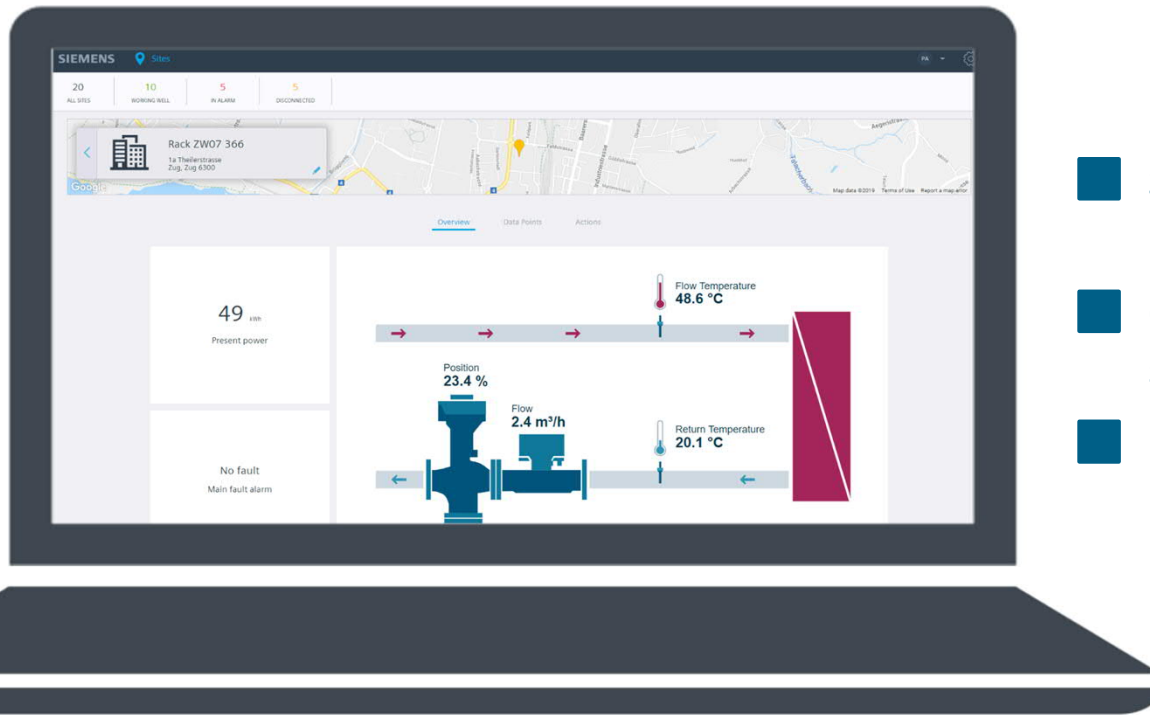 SIEMENS
Sites
PA
20
ALL SITES
10
WORKING WELL
5
IN ALARM
5
DISCONNECTED
Rack ZW07 366
1a Theilerstrasse
Zug, Zug 6300
Google
Map data ©2019 Terms of Use Report a map error
Overview Data Points Actions
49 kWh
Present power
Flow Temperature
48.6 °C
Position
23.4 %
Flow
2.4 m³/h
Return Temperature
20.1 °C
No fault
Main fault alarm